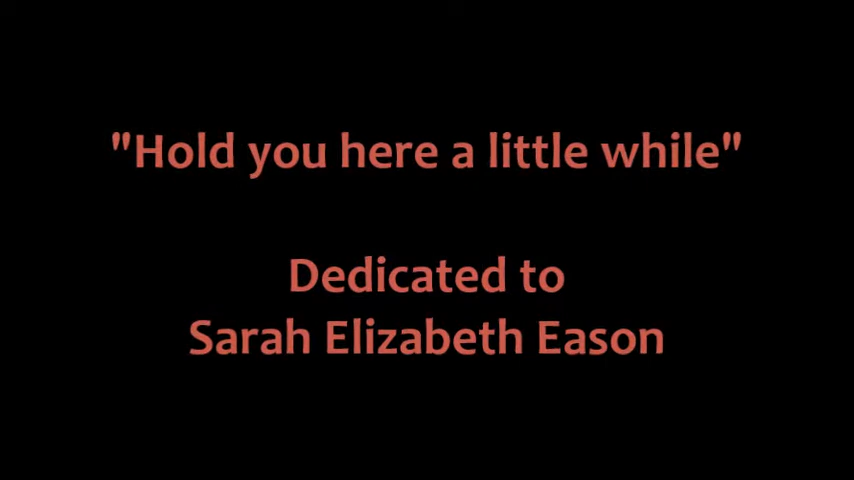 "Hold you here a little while"
Dedicated to
Sarah Elizabeth Eason